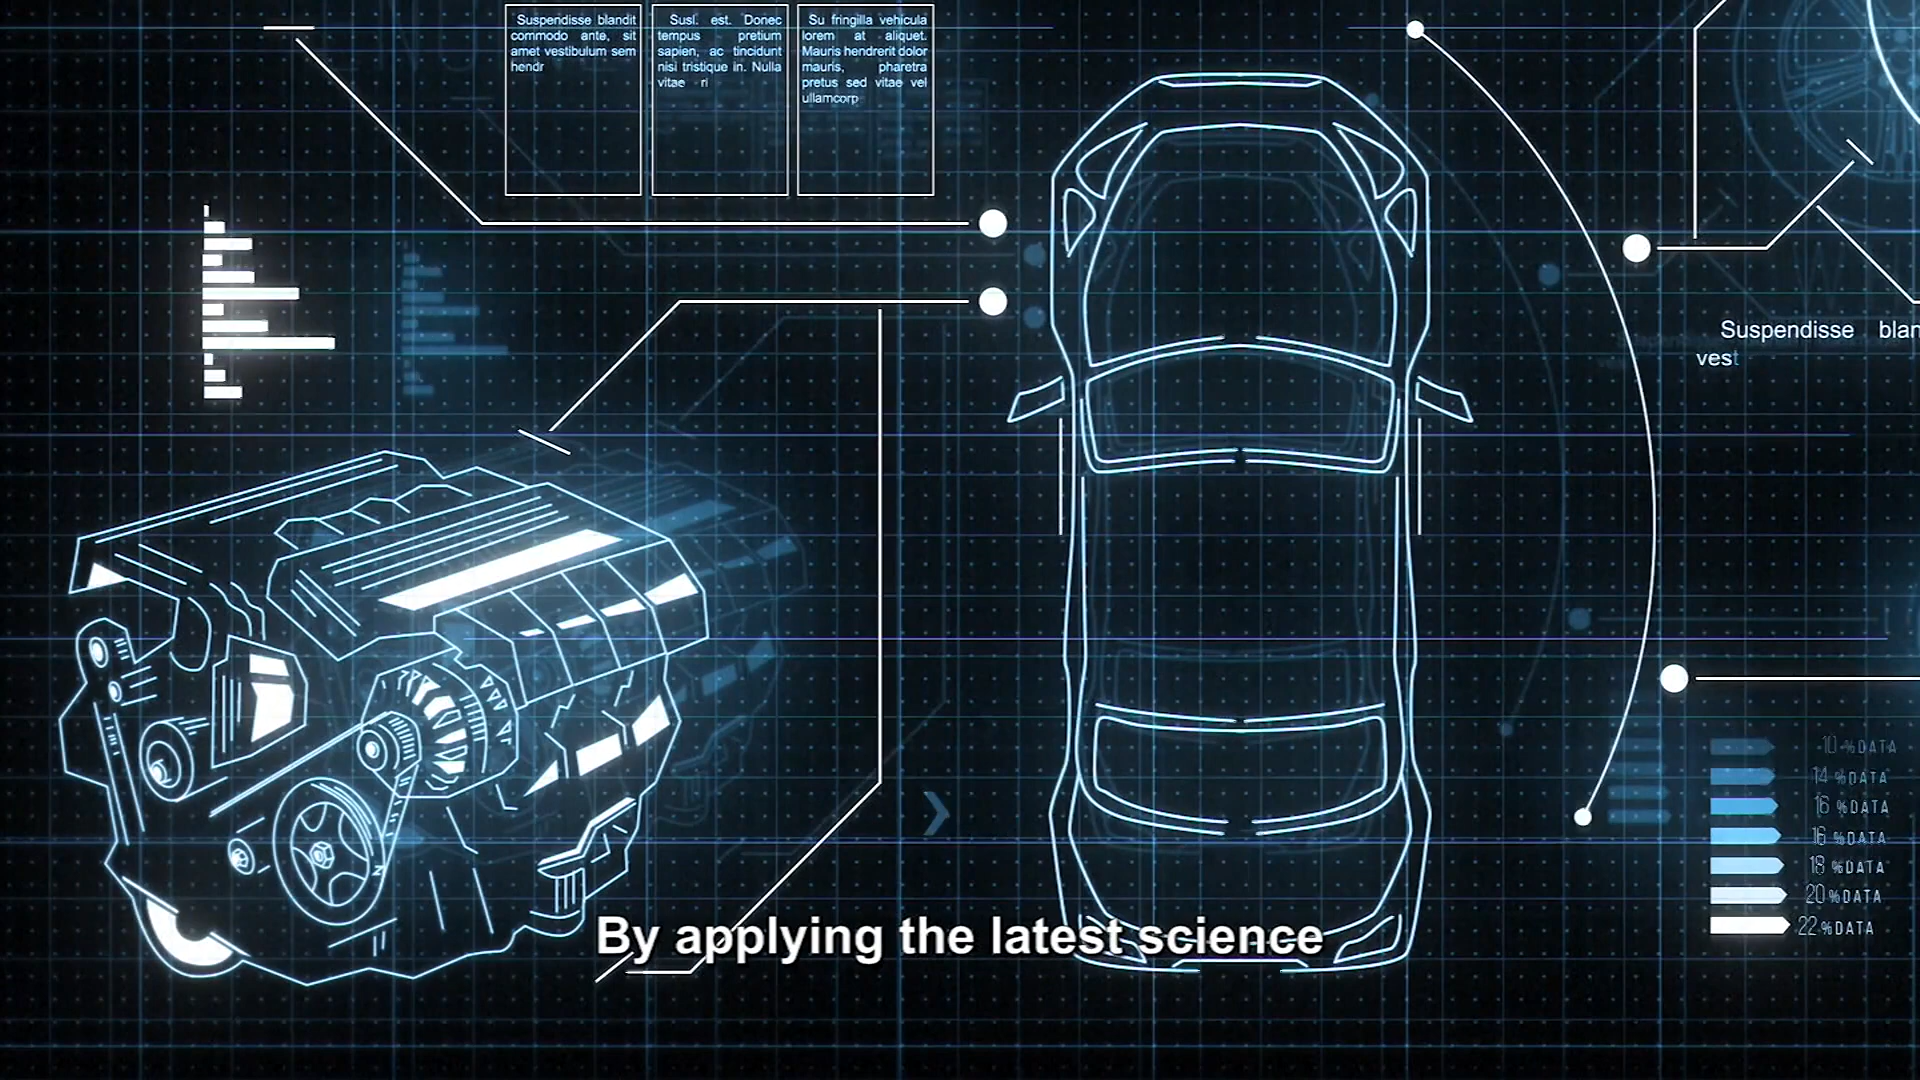 Suspendisse blandit
commodo ante, sit
amet vestibulum sem
hendr
Susl. est. Donec
tempus pretium
sapien, ac tincidunt
nisi tristique in. Nulla
vitae ri
Su fringilla vehicula
lorem at aliquet.
Mauris hendrerit dolor
mauris, pharetra
pretus sed vitae vel
ullamcorp
Suspendisse blan
vest
10 %DATA
14 %DATA
16 %DATA
16 %DATA
18 %DATA
20 %DATA
22 %DATA
By applying the latest science